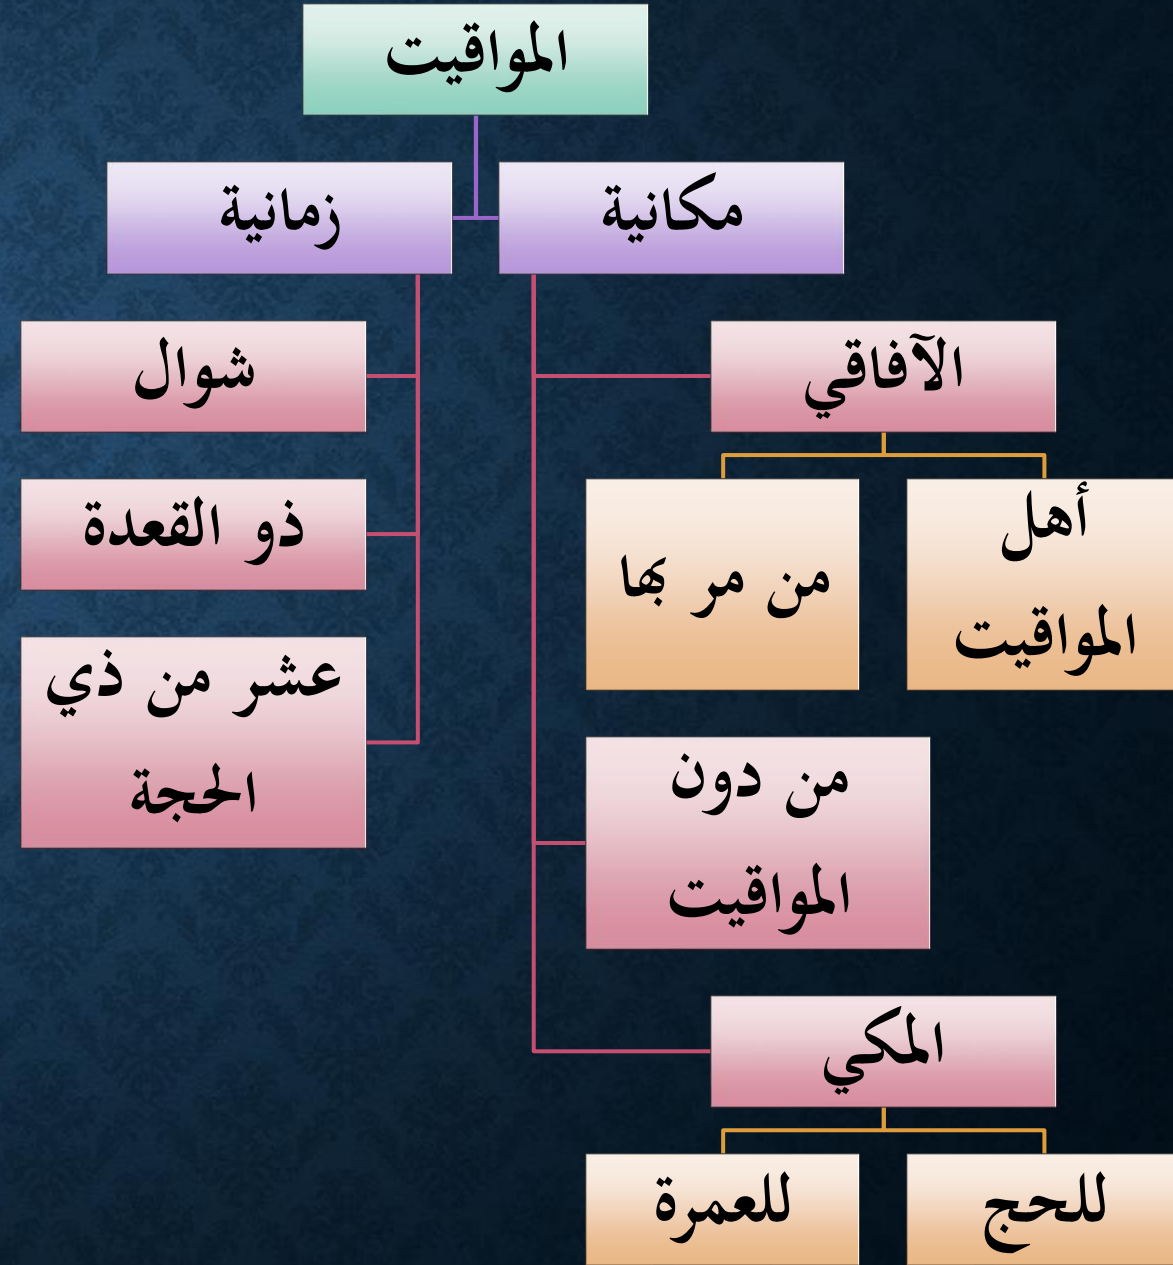 المواقيت
مكانية
زمانية
الآفاقي
أهل
المواقيت
من مر بها
من دون
المواقيت
المكي
للحج
للعمرة
شوال
ذو القعدة
عشر من ذي
الحجة